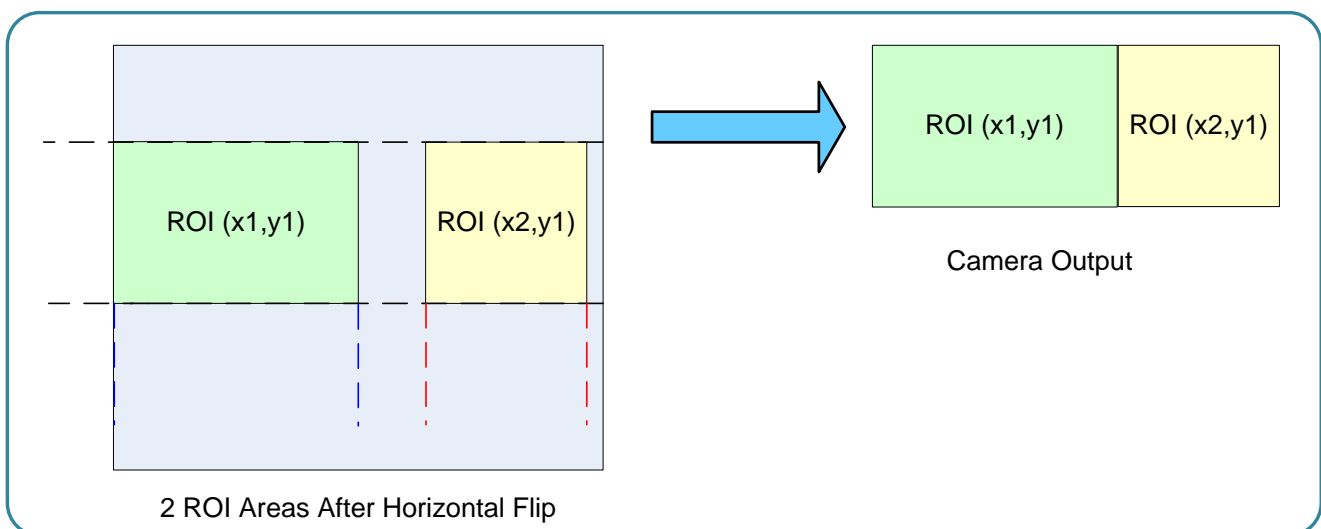 ROI (x1,y1)
ROI (x2,y1)
2 ROI Areas After Horizontal Flip
ROI (x1,y1)
ROI (x2,y1)
Camera Output